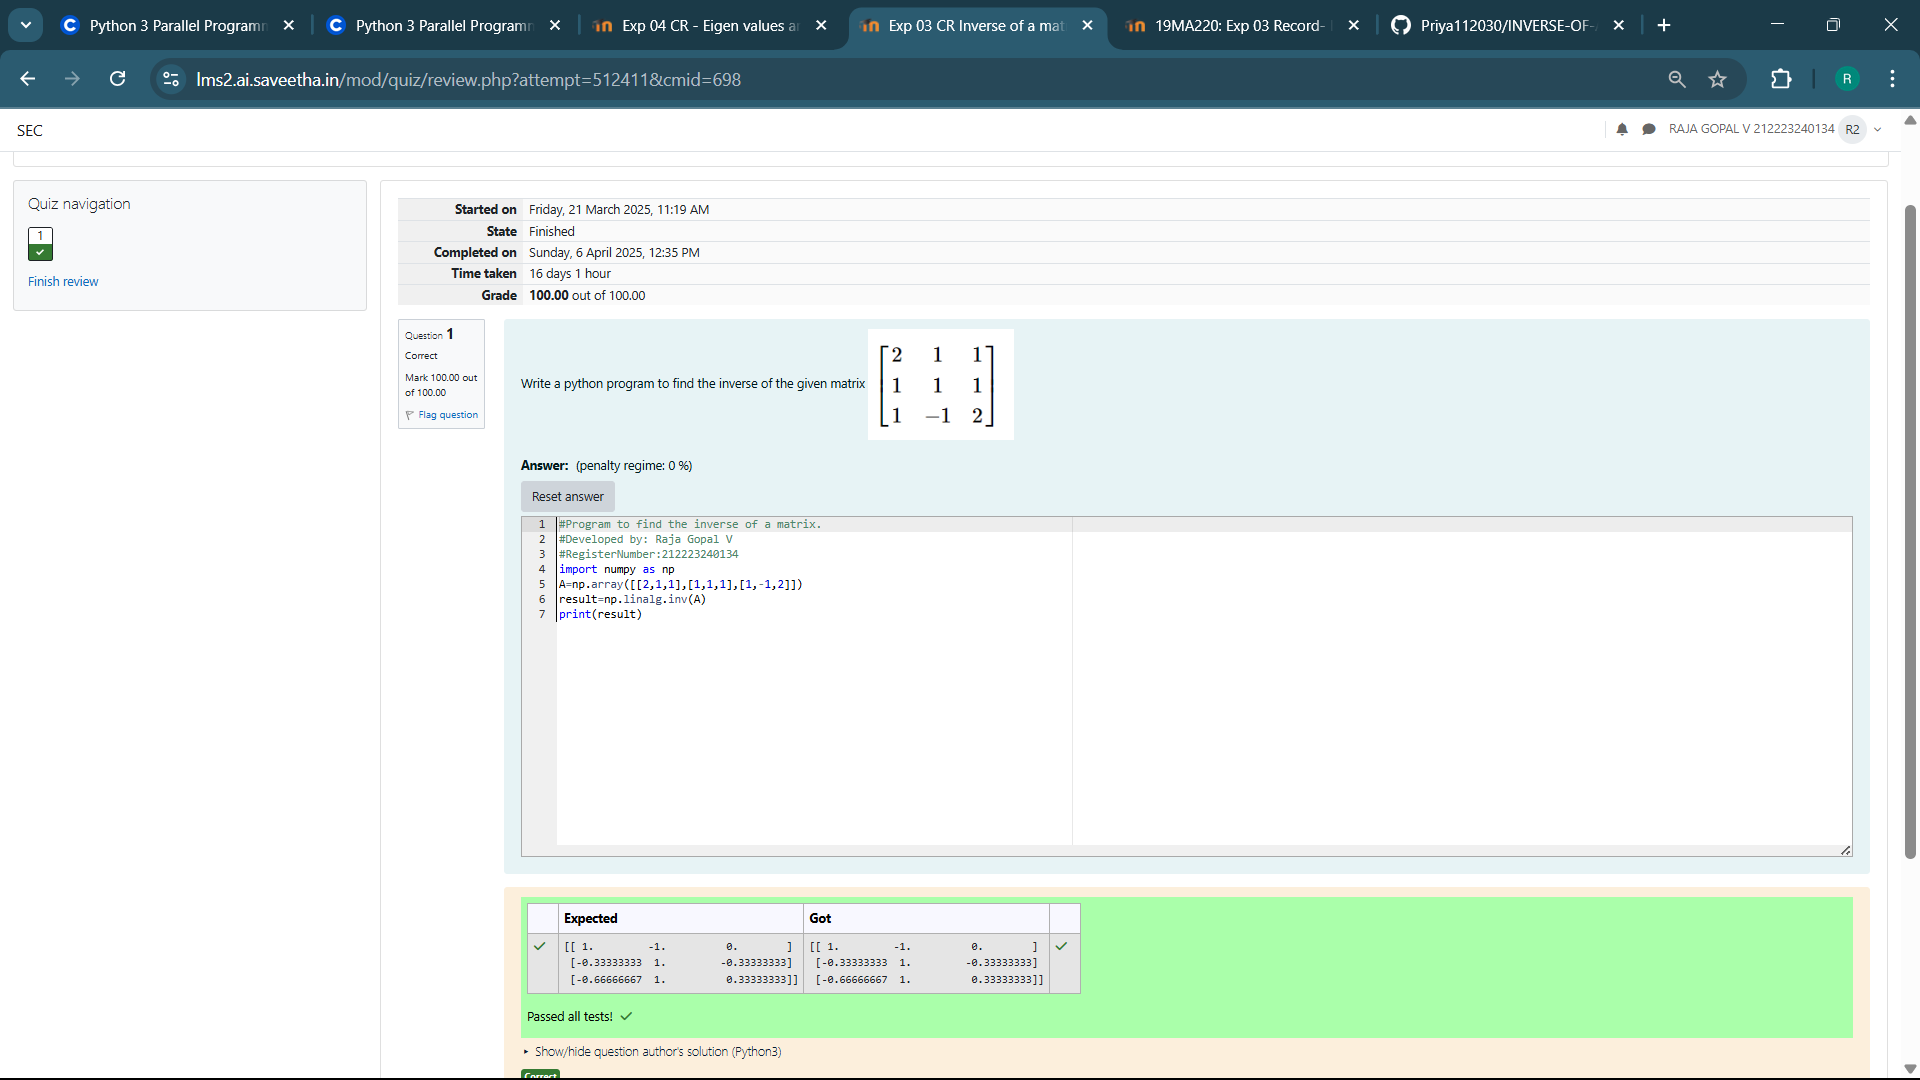 Python 3 Parallel Programm
Python 3 Parallel Programm
Exp 04 CR - Eigen values a
Exp 03 CR Inverse of a mat
19MA220: Exp 03 Record-
Priya112030/INVERSE-OF-
lms2.ai.saveetha.in/mod/quiz/review.php?attempt=512411&cmid=698
R
SEC
RAJA GOPAL V 212223240134
R2
Quiz navigation
1
Finish review
Started on Friday, 21 March 2025, 11:19 AM
State Finished
Completed on Sunday, 6 April 2025, 12:35 PM
Time taken 16 days 1 hour
Grade 100.00 out of 100.00
Question 1
Correct
Mark 100.00 out
of 100.00
Flag question
Write a python program to find the inverse of the given matrix
2 1 1
1 1 1
1 −1 2
Answer: (penalty regime: 0 %)
Reset answer
1 #Program to find the inverse of a matrix.
2 #Developed by: Raja Gopal V
3 #RegisterNumber:212223240134
4 import numpy as np
5 A=np.array([[2,1,1],[1,1,1],[1,-1,2]])
6 result=np.linalg.inv(A)
7 print(result)
Expected Got
[[ 1. -1. 0. ] [[ 1. -1. 0. ]
[-0.33333333 1. -0.33333333] [-0.33333333 1. -0.33333333]
[-0.66666667 1. 0.33333333]] [-0.66666667 1. 0.33333333]]
Passed all tests!
Show/hide question author's solution (Python3)
Correct